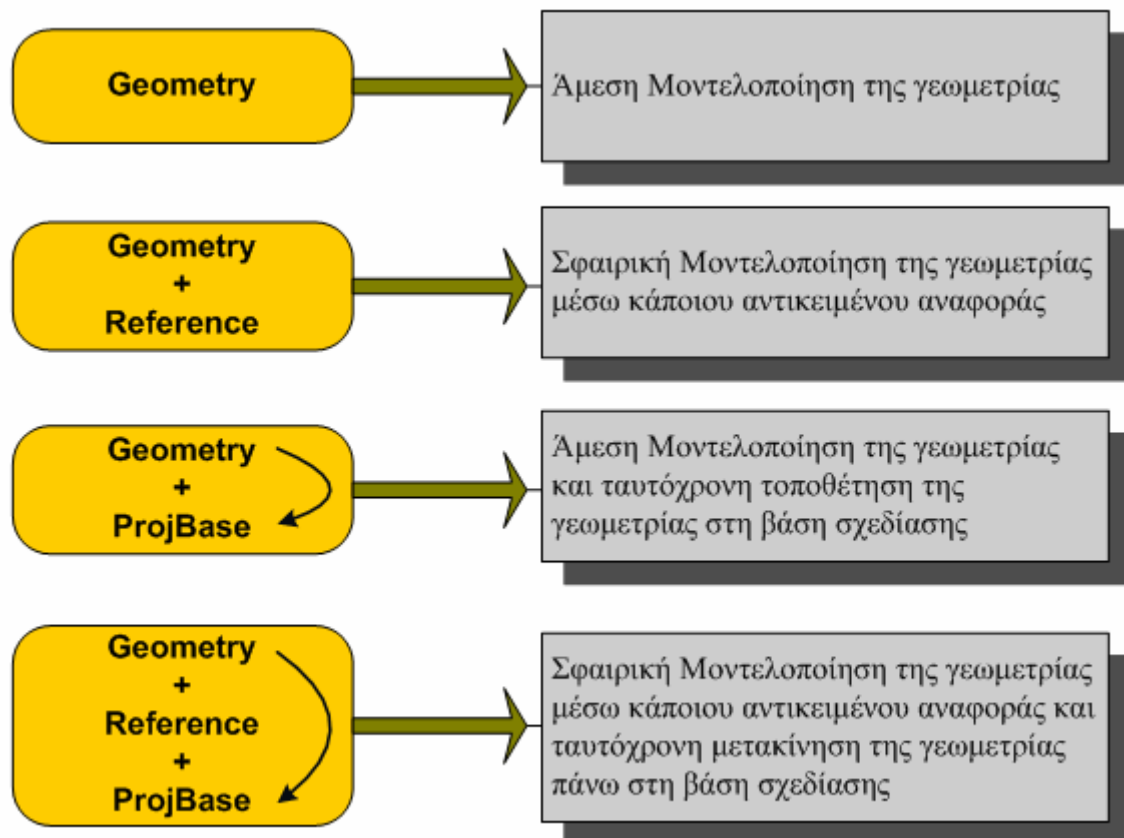 Geometry
Άμεση Μοντελοποίηση της γεωμετρίας
Geometry
+
Reference
Σφαιρική Μοντελοποίηση της γεωμετρίας
μέσω κάποιου αντικειμένου αναφοράς
Geometry
+
ProjBase
Άμεση Μοντελοποίηση της γεωμετρίας
και ταυτόχρονη τοποθέτηση της
γεωμετρίας στη βάση σχεδίασης
Geometry
+
Reference
+
ProjBase
Σφαιρική Μοντελοποίηση της γεωμετρίας
μέσω κάποιου αντικειμένου αναφοράς και
ταυτόχρονη μετακίνηση της γεωμετρίας
πάνω στη βάση σχεδίασης